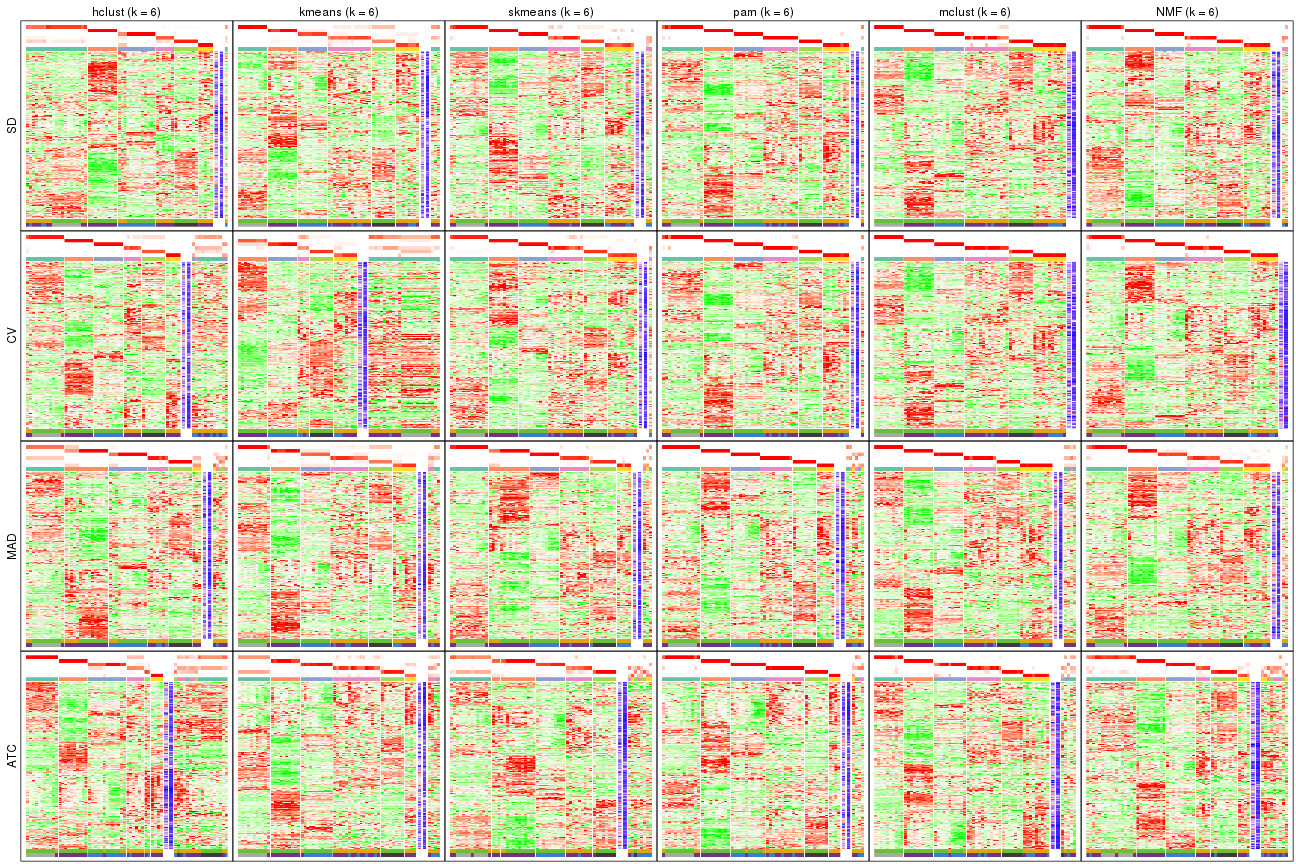 hclust (k = 6) kmeans (k = 6) skmeans (k = 6) pam (k = 6) mclust (k = 6) NMF (k = 6)
SD
CV
MAD
ATC